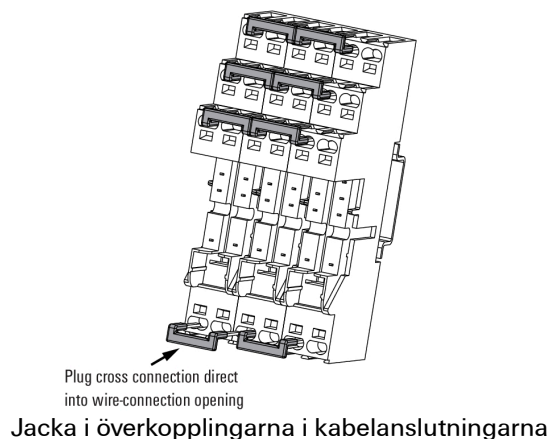 Plug cross connection direct
into wire-connection opening
Jacka i överkopplingarna i kabelanslutningarna